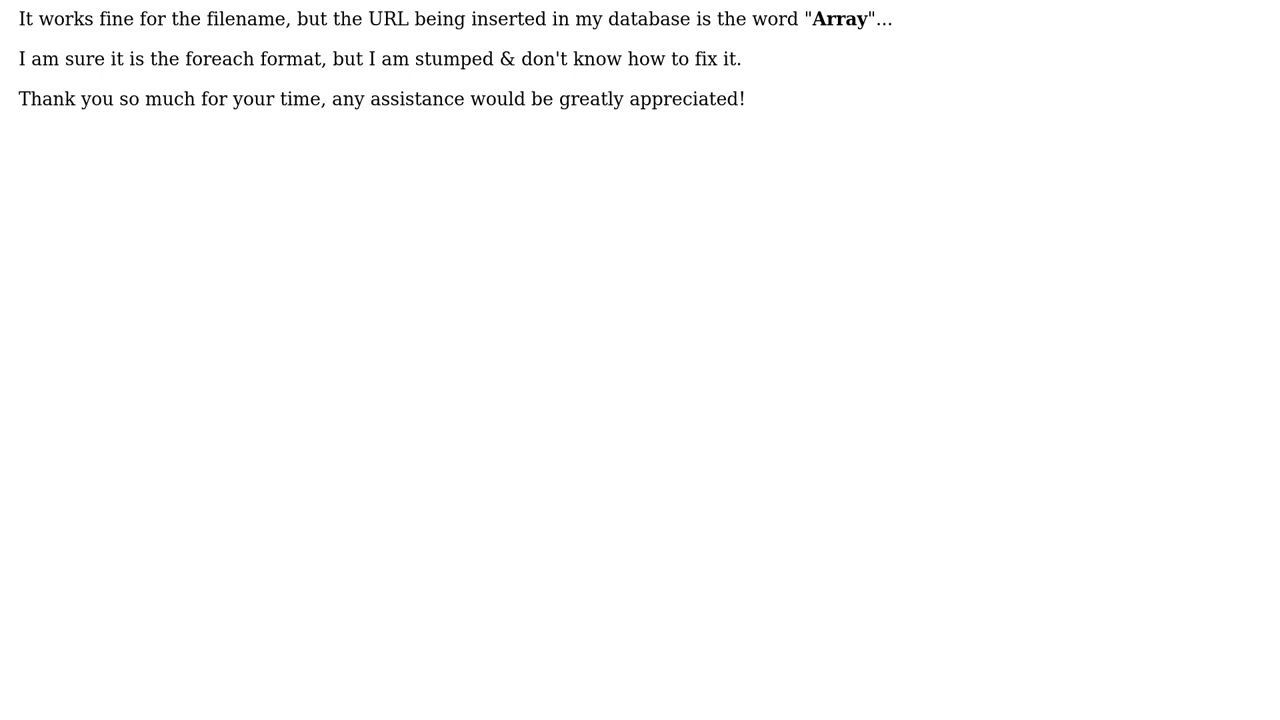 It works fine for the filename, but the URL being inserted in my database is the word "Array"...
I am sure it is the foreach format, but I am stumped & don't know how to fix it.
Thank you so much for your time, any assistance would be greatly appreciated!